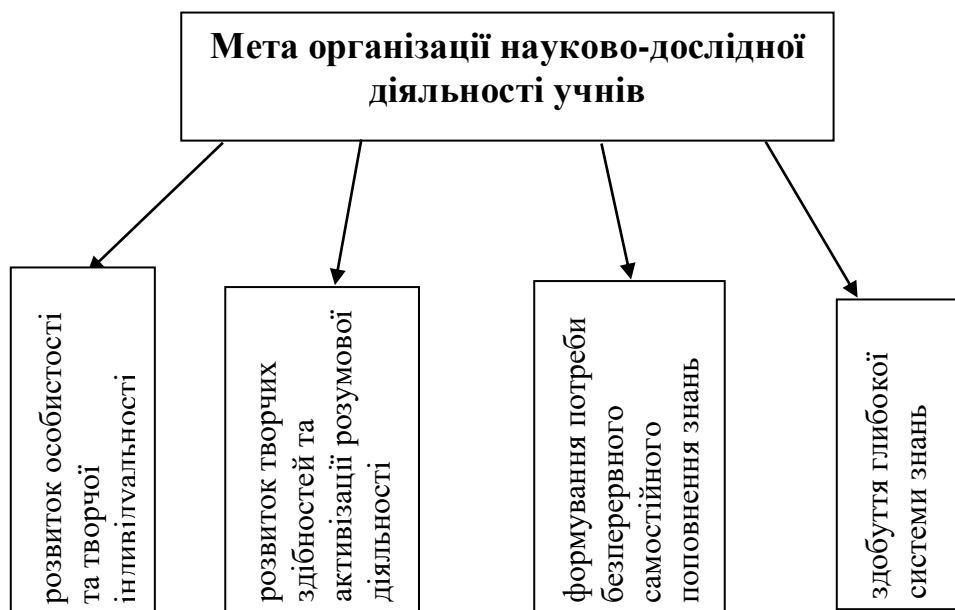 Мета організації науково-дослідної
діяльності учнів
розвиток особистості
та творчої
індивідуальності
розвиток творчих
здібностей та
активізації розумової
діяльності
формування потреби
безперервного
самостійного
поповнення знань
здобуття глибокої
системи знань